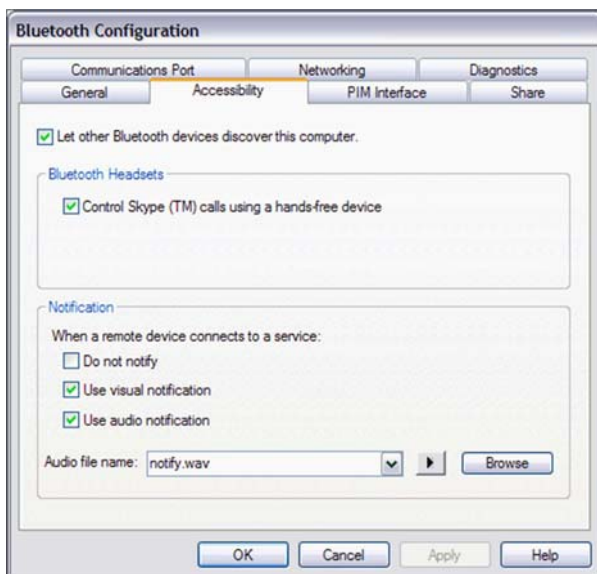 Bluetooth Configuration
Communications Port Networking Diagnostics
General Accessibility PIM Interface Share
Let other Bluetooth devices discover this computer.
Bluetooth Headsets
Control Skype (TM) calls using a hands-free device
Notification
When a remote device connects to a service:
Do not notify
Use visual notification
Use audio notification
Audio file name: notify.wav Browse
OK Cancel Apply Help